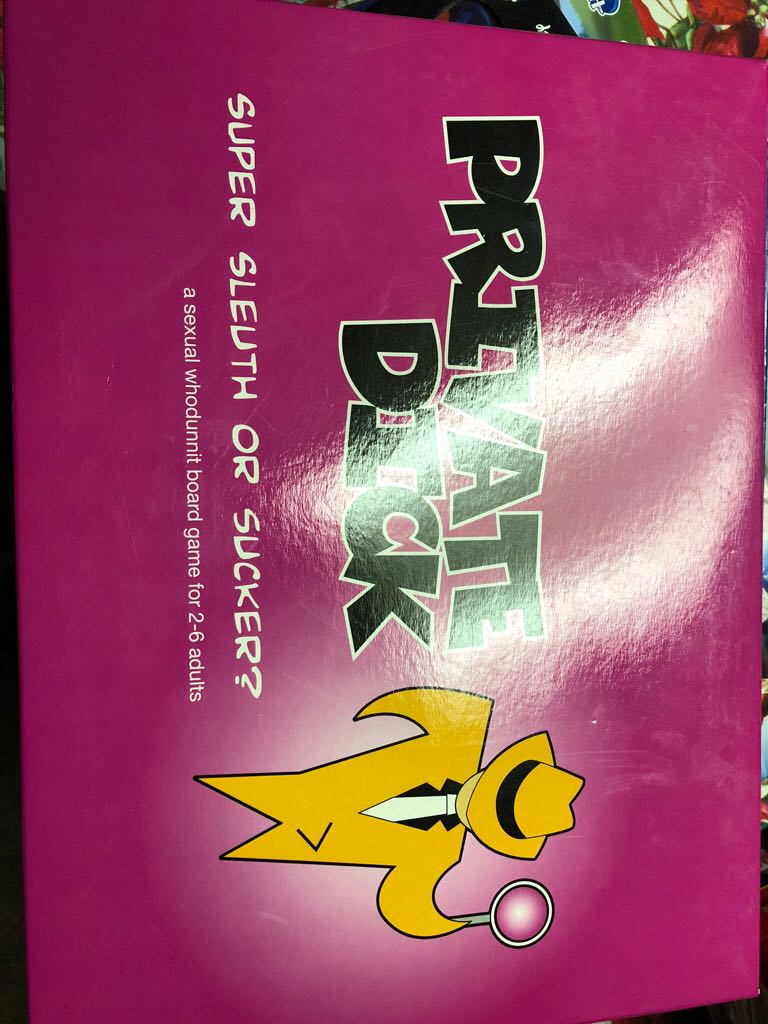 PRIVATE
DICK
SUPER SLEUTH OR SUCKER?
a sexual whodunnit board game for 2-6 adults